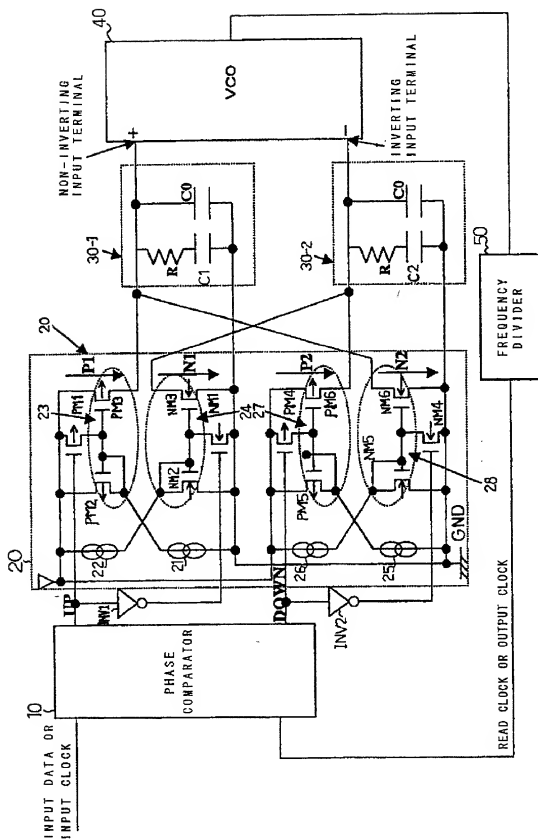 INPUT DATA OR
INPUT CLOCK
10
PHASE
COMPARATOR
UP
DOWN
INV1
INV2
20
20
22
21
26
25
PM1
PM2
PM3
23
P1
NM3
NM2
NM1
N1
24
27
PM4
PM5
PM6
P2
NM6
NM5
NM4
N2
28
GND
30-1
R
C1
C0
30-2
R
C2
C0
NON-INVERTING
INPUT TERMINAL
INVERTING
INPUT TERMINAL
+
−
VCO
40
50
FREQUENCY
DIVIDER
READ CLOCK OR OUTPUT CLOCK